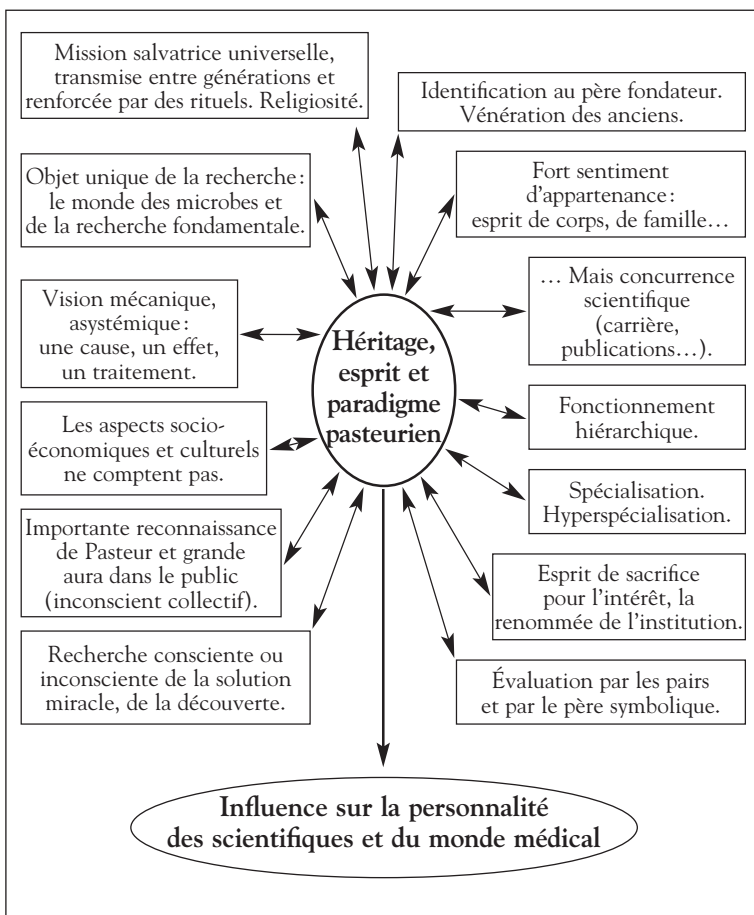 Mission salvatrice universelle,
transmise entre générations et
renforcée par des rituels. Religiosité.
Identification au père fondateur.
Vénération des anciens.
Objet unique de la recherche :
le monde des microbes et
de la recherche fondamentale.
Fort sentiment
d'appartenance :
esprit de corps, de famille…
Vision mécanique,
asystémique :
une cause, un effet,
un traitement.
… Mais concurrence
scientifique
(carrière,
publications…).
Héritage,
esprit et
paradigme
pasteurien
Les aspects socio-
économiques et culturels
ne comptent pas.
Fonctionnement
hiérarchique.
Spécialisation.
Hyperspécialisation.
Importante reconnaissance
de Pasteur et grande
aura dans le public
(inconscient collectif).
Esprit de sacrifice
pour l'intérêt, la
renommée de l'institution.
Recherche consciente ou
inconsciente de la solution
miracle, de la découverte.
Évaluation par les pairs
et par le père symbolique.
Influence sur la personnalité
des scientifiques et du monde médical